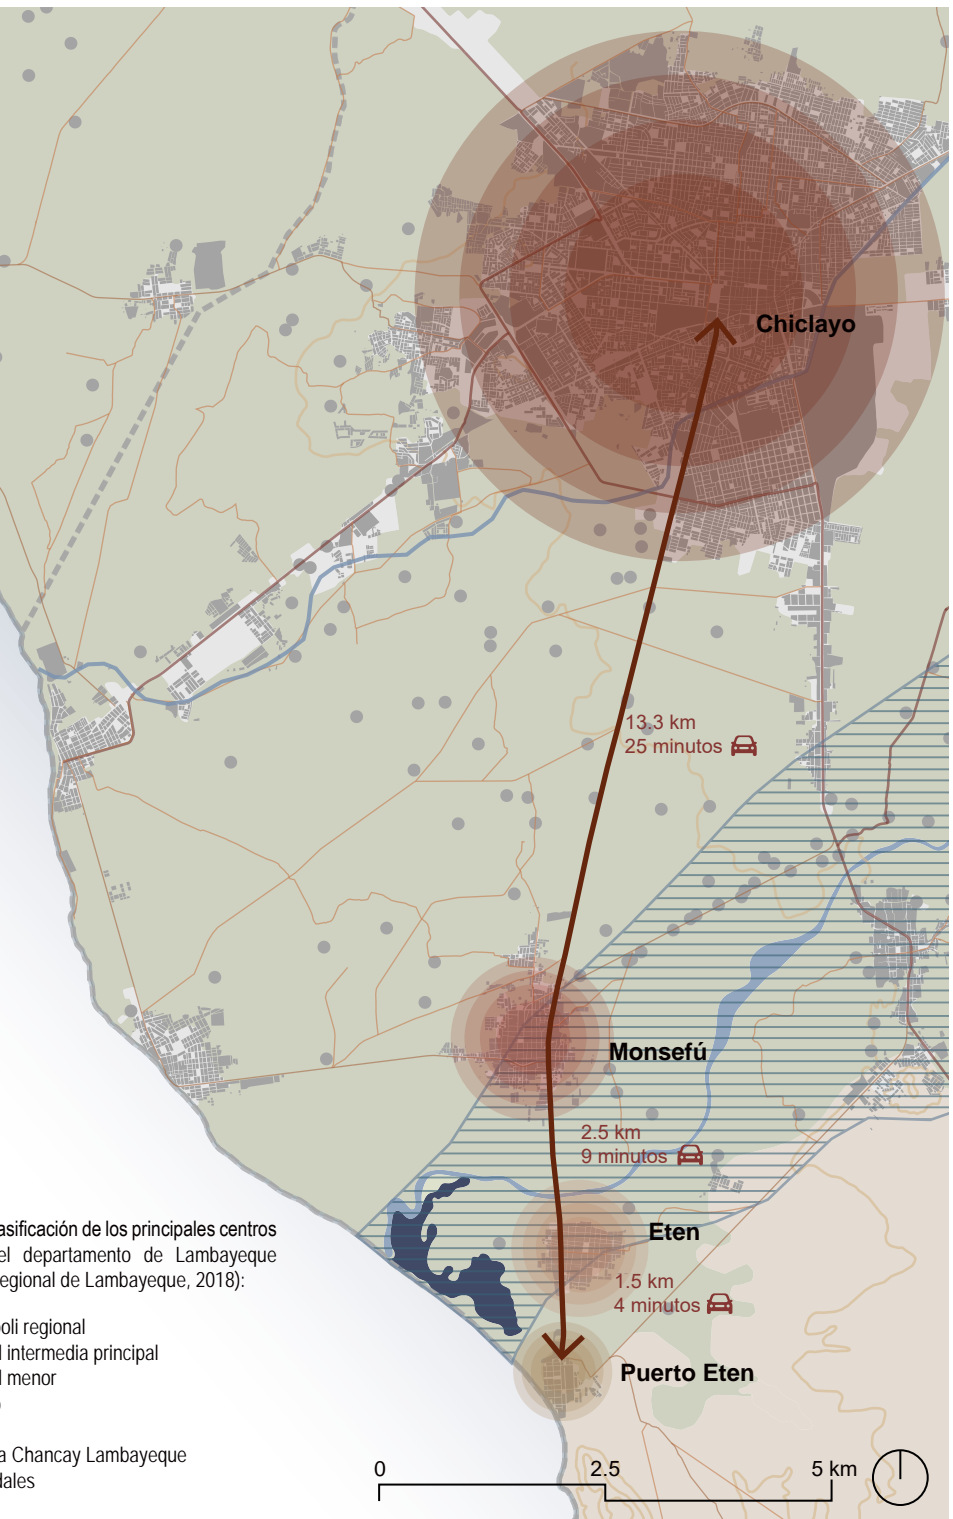 Chiclayo
13.3 km
25 minutos
Monsefú
2.5 km
9 minutos
Eten
1.5 km
4 minutos
Puerto Eten
asificación de los principales centros
el departamento de Lambayeque
egional de Lambayeque, 2018):
oli regional
l intermedia principal
l menor
o
a Chancay Lambayeque
dales
0 2.5 5 km